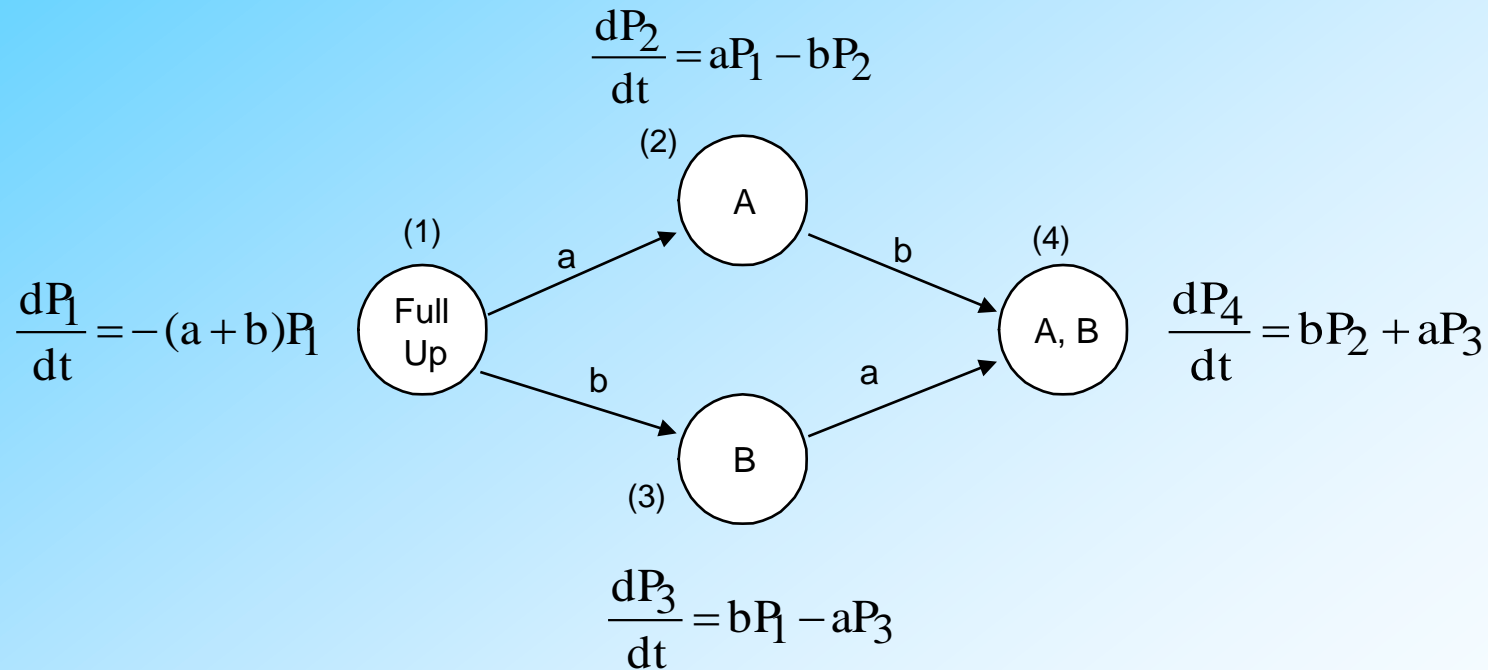 dP₂/dt = aP₁ − bP₂
(2)
A
(1)
a
b
(4)
dP₁/dt = −(a + b)P₁
Full
Up
A, B
dP₄/dt = bP₂ + aP₃
b
a
B
(3)
dP₃/dt = bP₁ − aP₃